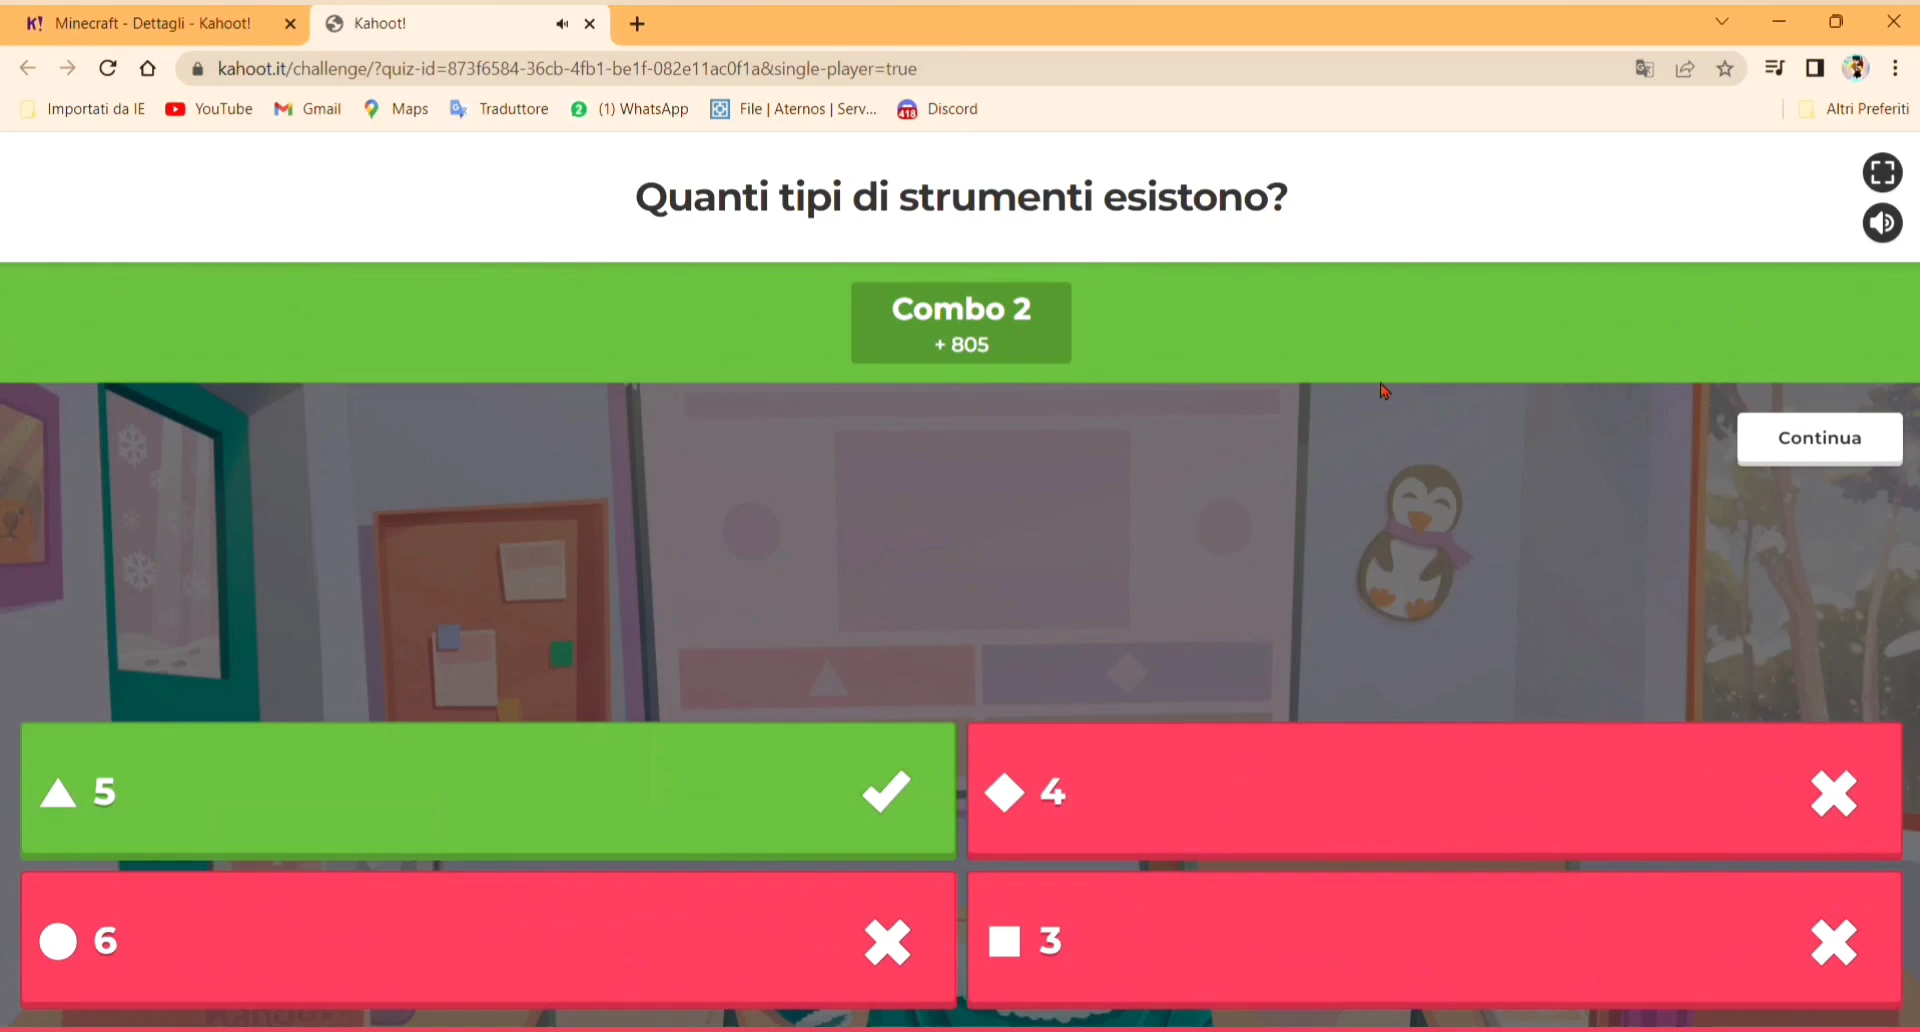 K! Minecraft - Dettagli - Kahoot!
Kahoot!
kahoot.it/challenge/?quiz-id=873f6584-36cb-4fb1-be1f-082e11ac0f1a&single-player=true
Importati da IE YouTube Gmail Maps Traduttore 2 (1) WhatsApp File | Aternos | Serv... 418 Discord Altri Preferiti
Quanti tipi di strumenti esistono?
Combo 2
+ 805
Continua
5
4
6
3